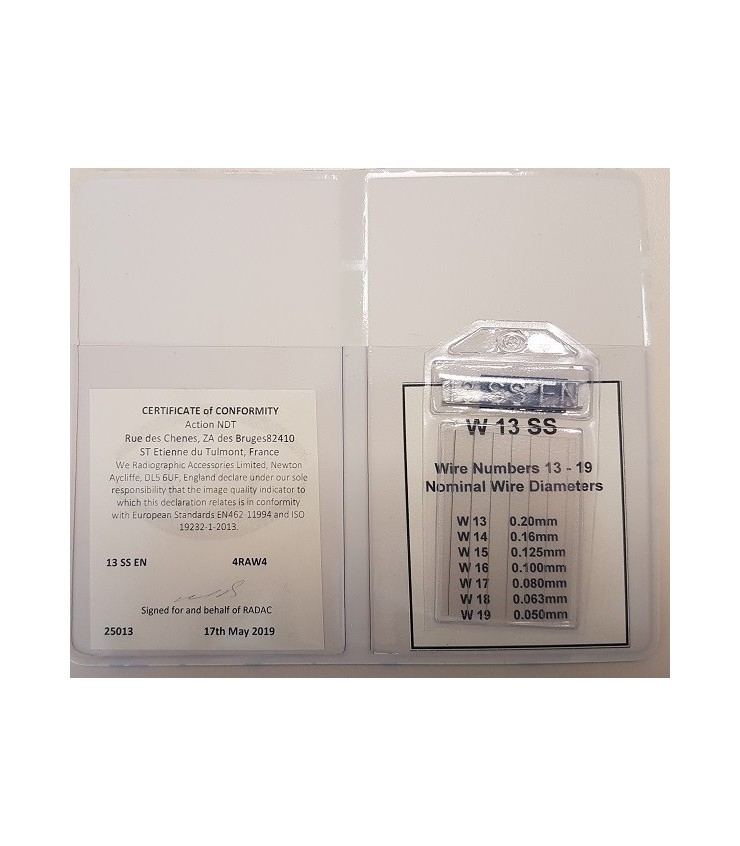 CERTIFICATE of CONFORMITY
Action NDT
Rue des Chenes, ZA des Bruges82410
ST Etienne du Tulmont, France
We Radiographic Accessories Limited, Newton
Aycliffe, DL5 6UF, England declare under our sole
responsibility that the image quality indicator to
which this declaration relates is in conformity
with European Standards EN462-11994 and ISO
19232-1-2013.
13 SS EN 4RAW4
Signed for and behalf of RADAC
25013 17th May 2019
13 SS EN
W 13 SS
Wire Numbers 13 - 19
Nominal Wire Diameters
W 13 0.20mm
W 14 0.16mm
W 15 0.125mm
W 16 0.100mm
W 17 0.080mm
W 18 0.063mm
W 19 0.050mm